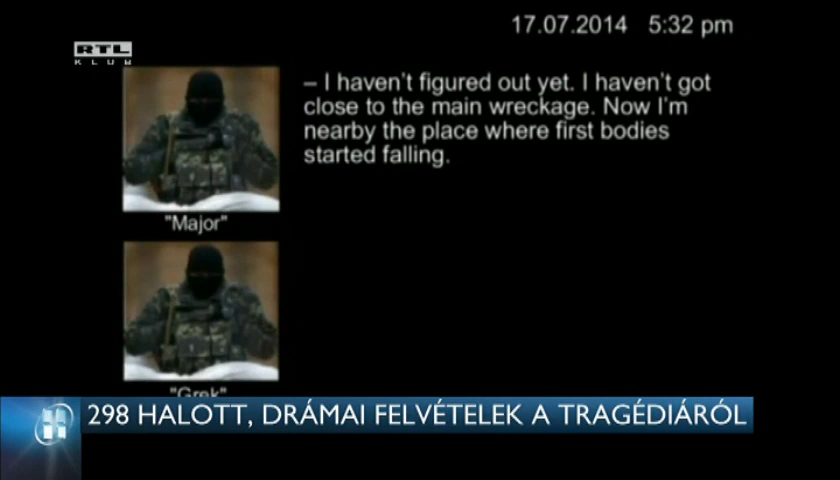 17.07.2014 5:32 pm
RTL
KLUB
– I haven't figured out yet. I haven't got
close to the main wreckage. Now I'm
nearby the place where first bodies
started falling.
"Major"
"Grek"
298 HALOTT, DRÁMAI FELVÉTELEK A TRAGÉDIÁRÓL